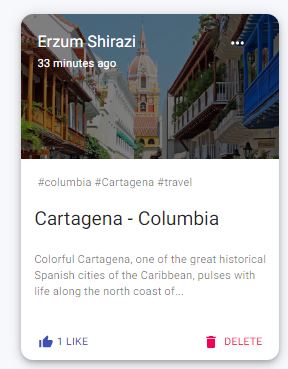 Erzum Shirazi
33 minutes ago
#columbia #Cartagena #travel
Cartagena - Columbia
Colorful Cartagena, one of the great historical
Spanish cities of the Caribbean, pulses with
life along the north coast of...
1 LIKE
DELETE